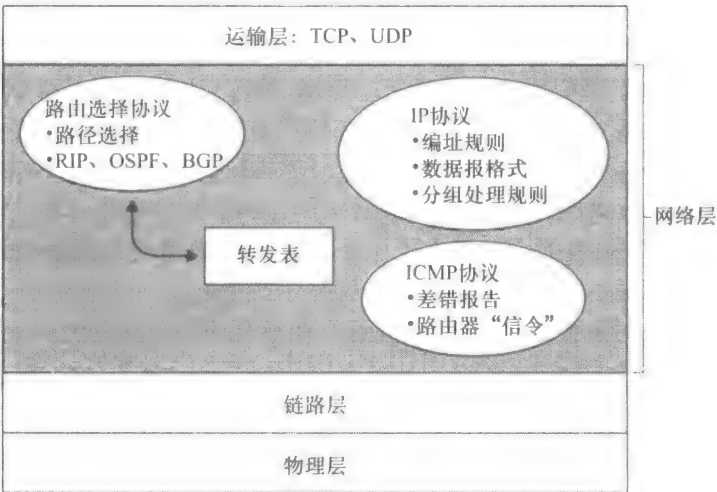 运输层：TCP、UDP
路由选择协议
•路径选择
•RIP、OSPF、BGP
IP协议
•编址规则
•数据报格式
•分组处理规则
网络层
转发表
ICMP协议
•差错报告
•路由器“信令”
链路层
物理层